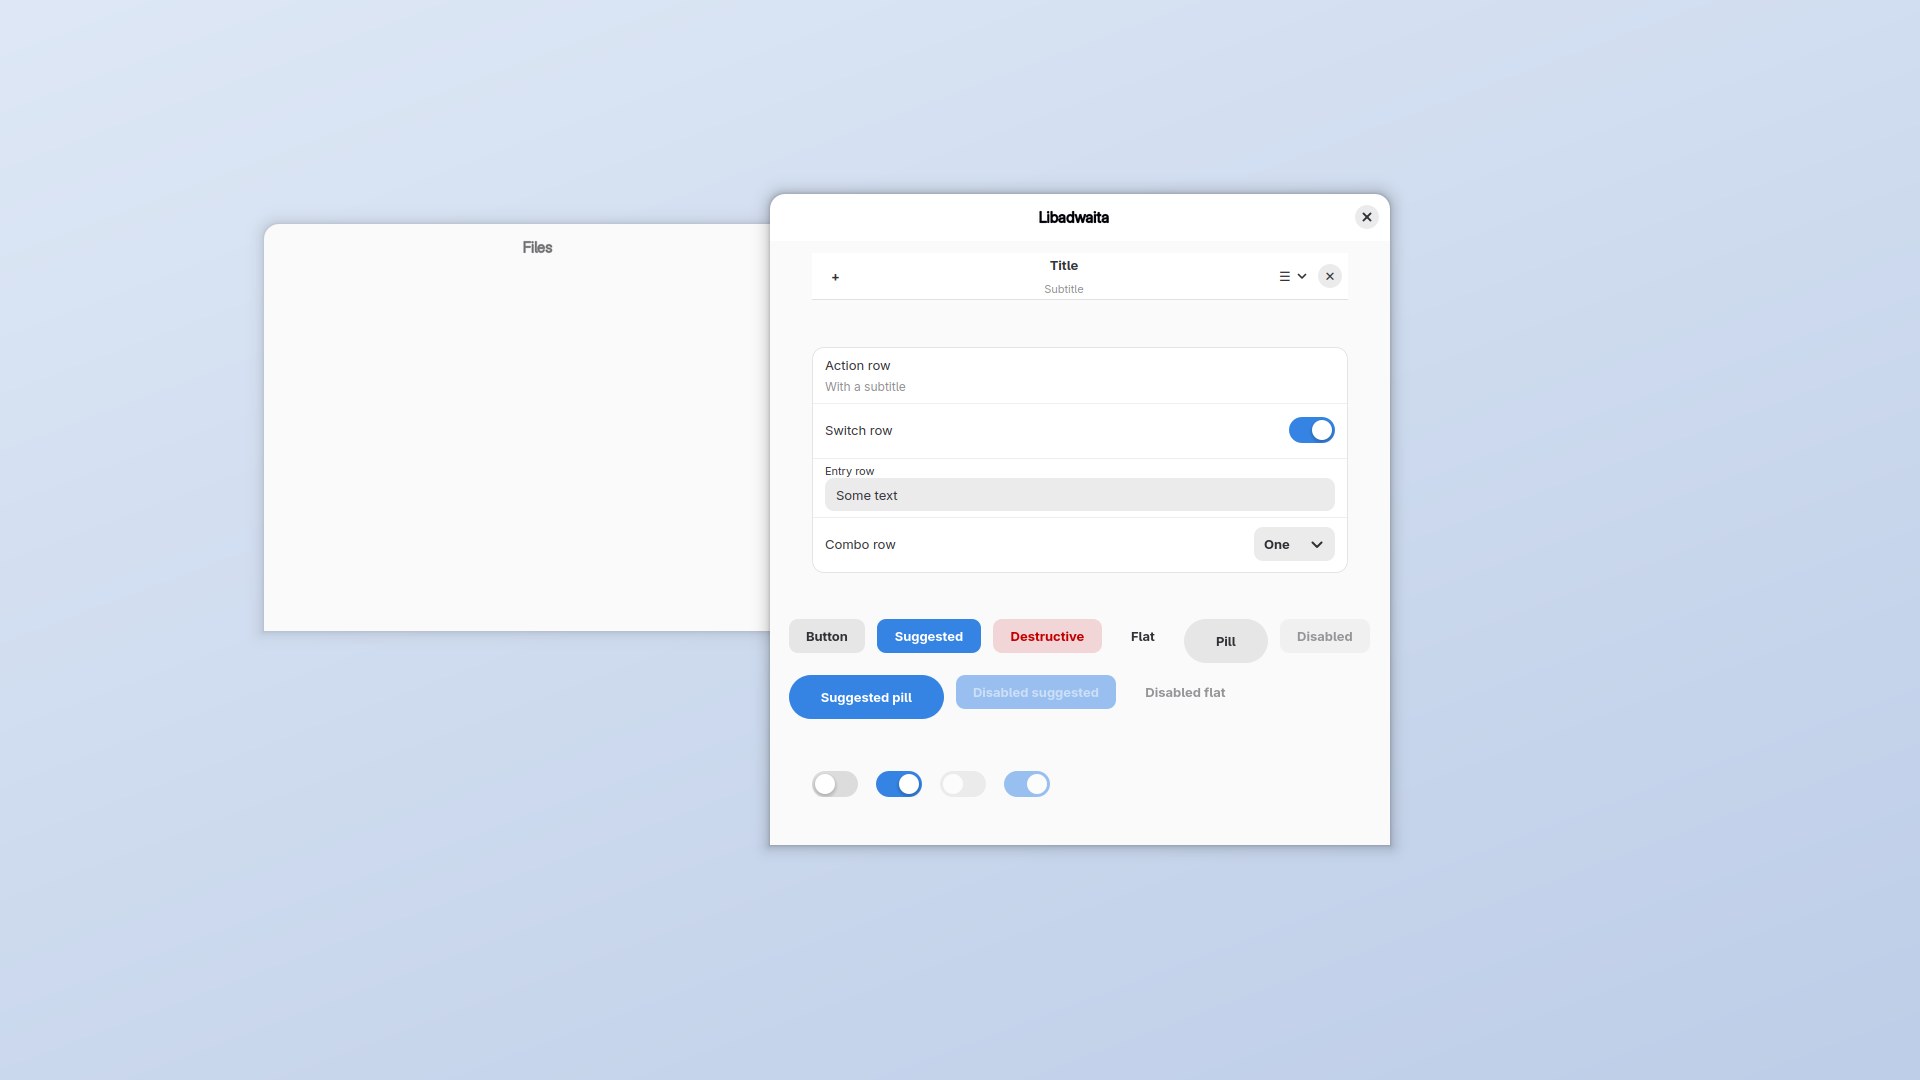 Files
Libadwaita
+
Title
Subtitle
Action row
With a subtitle
Switch row
Entry row
Some text
Combo row
One
Button
Suggested
Destructive
Flat
Pill
Disabled
Suggested pill
Disabled suggested
Disabled flat